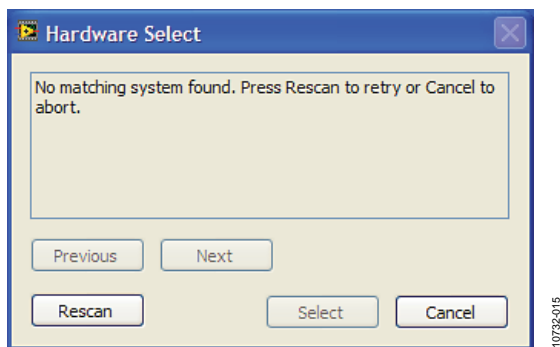 Hardware Select
No matching system found. Press Rescan to retry or Cancel to
abort.
Previous Next
Rescan Select Cancel
10732-015